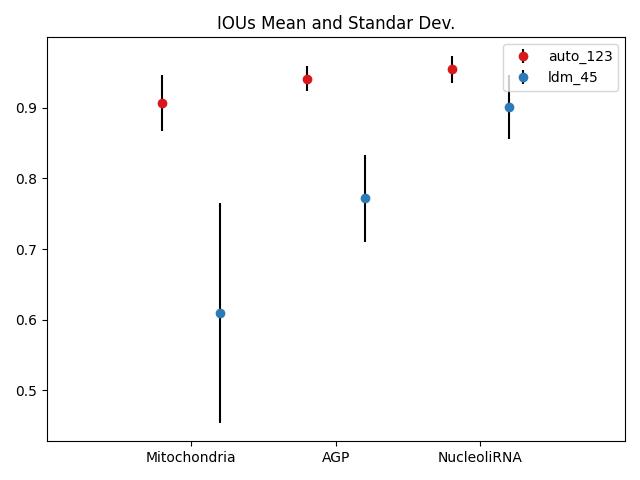 IOUs Mean and Standar Dev.
auto_123
ldm_45
0.9
0.8
0.7
0.6
0.5
Mitochondria AGP NucleoliRNA